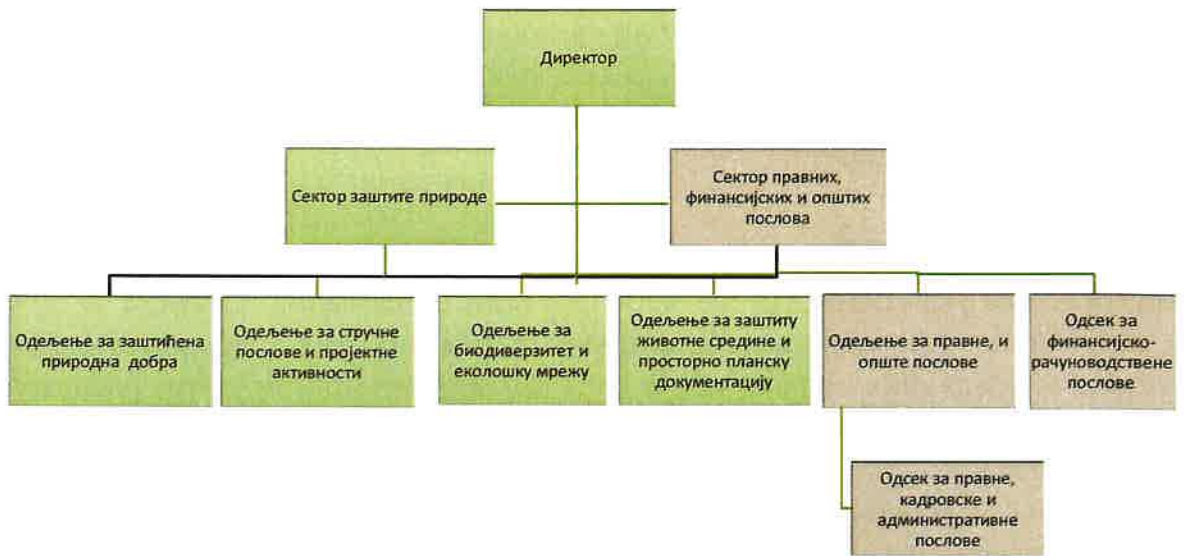 Директор
Сектор заштите природе
Сектор правних,
финансијских и општих
послова
Одељење за заштићена
природна добра
Одељење за стручне
послове и пројектне
активности
Одељење за
биодиверзитет и
еколошку мрежу
Одељење за заштиту
животне средине и
просторно планску
документацију
Одељење за правне, и
опште послове
Одсек за
финансијско-
рачуноводствене
послове
Одсек за правне,
кадровске и
административне
послове